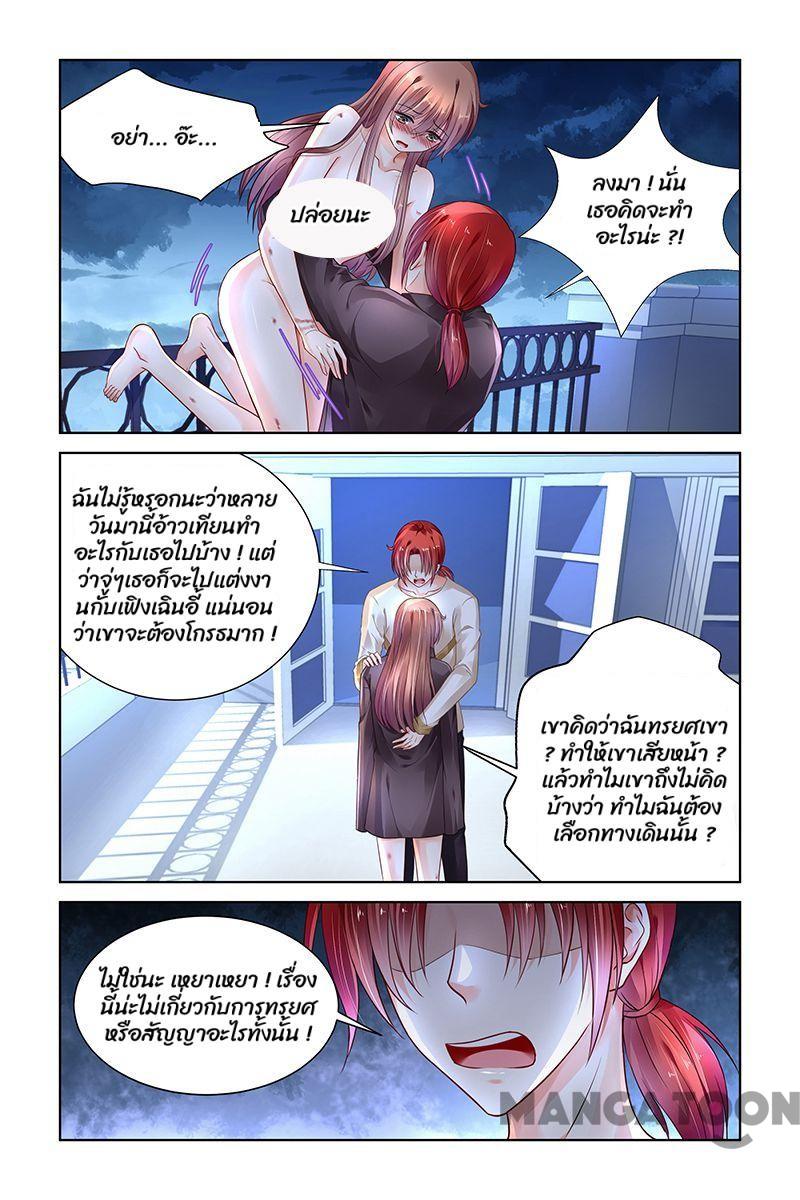 อย่า... อ๊ะ...
ปล่อยนะ
ลงมา ! นั่น
เธอคิดจะทำ
อะไรน่ะ ?!
ฉันไม่รู้หรอกนะว่าหลาย
วันมานี้อ้าวเทียนทำ
อะไรกับเธอไปบ้าง ! แต่
ว่าจู่ๆเธอก็จะไปแต่งงา
นกับเฟิงเฉินอี้ แน่นอน
ว่าเขาจะต้องโกรธมาก !
เขาคิดว่าฉันทรยศเขา
? ทำให้เขาเสียหน้า ?
แล้วทำไมเขาถึงไม่คิด
บ้างว่า ทำไมฉันต้อง
เลือกทางเดินนั้น ?
ไม่ใช่นะ เหยาเหยา ! เรื่อง
นี้น่ะไม่เกี่ยวกับการทรยศ
หรือสัญญาอะไรทั้งนั้น !
MANGA TOON